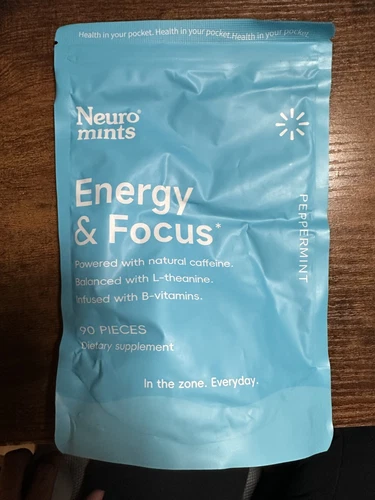 Health in your pocket. Health in your pocket. Health in your pocket.
Neuro®
mints
Energy
& Focus*
PEPPERMINT
Powered with natural caffeine.
Balanced with L-theanine.
Infused with B-vitamins.
90 PIECES
Dietary supplement
In the zone. Everyday.